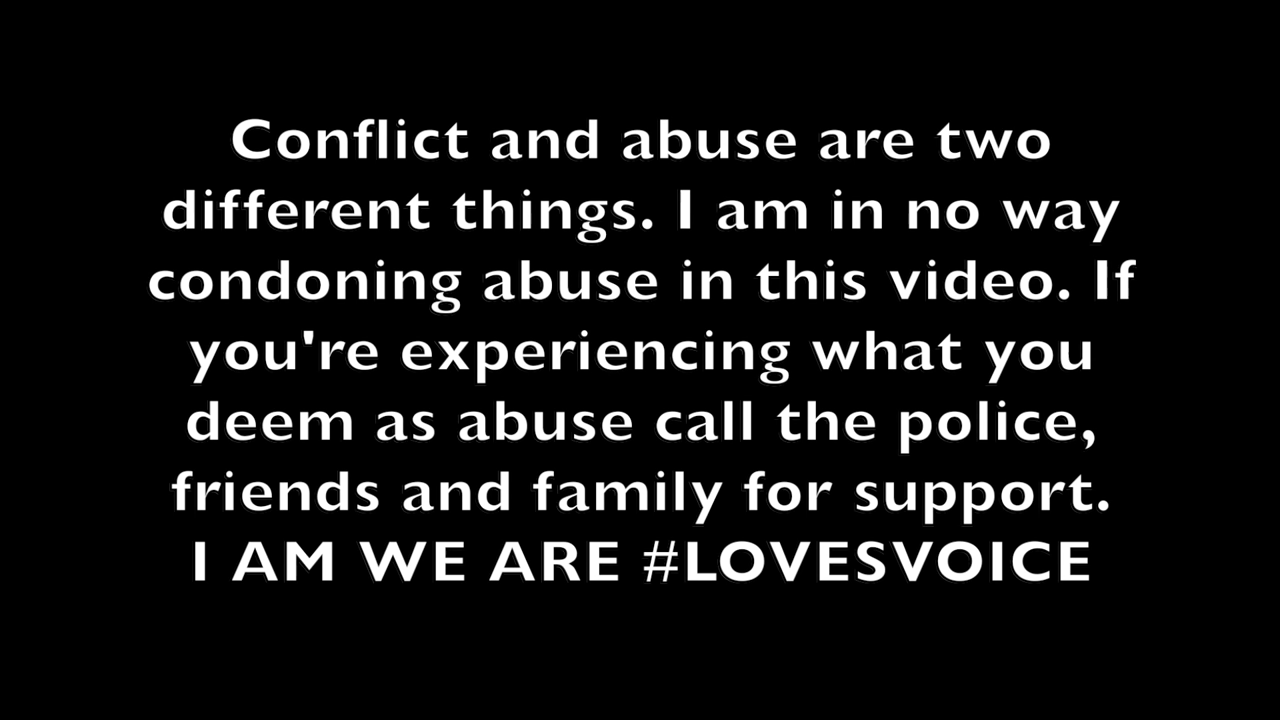 Conflict and abuse are two
different things. I am in no way
condoning abuse in this video. If
you're experiencing what you
deem as abuse call the police,
friends and family for support.
I AM WE ARE #LOVESVOICE